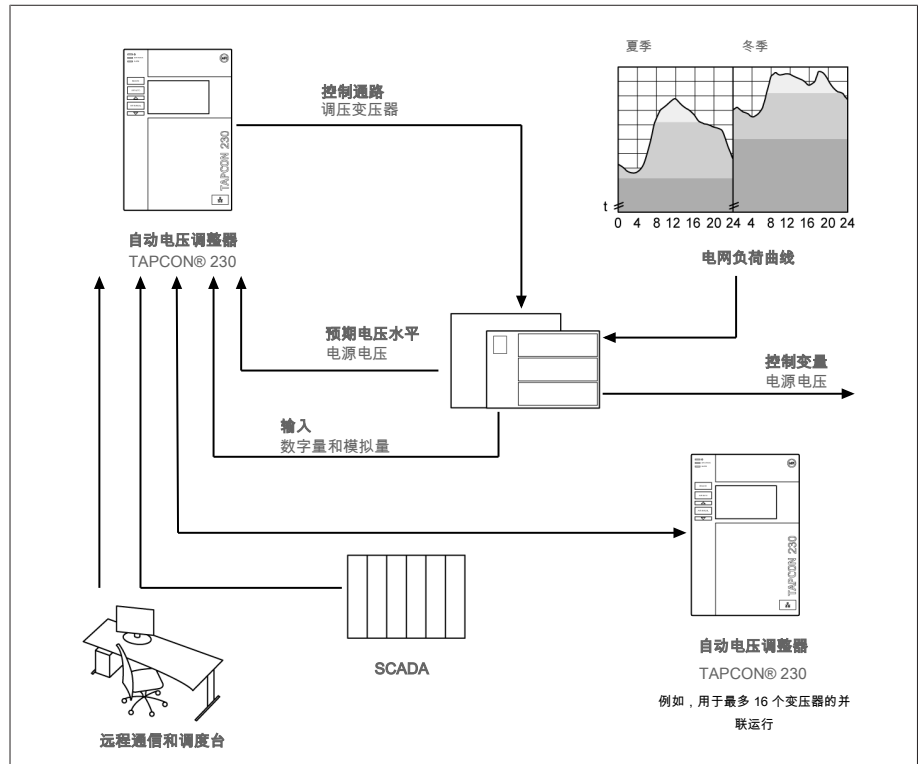 夏季
冬季
控制通路
调压变压器
TAPCON 230
t
0 4 8 12 16 20 24 4 8 12 16 20 24
电网负荷曲线
自动电压调整器
TAPCON® 230
预期电压水平
电源电压
控制变量
电源电压
输入
数字量和模拟量
TAPCON 230
SCADA
自动电压调整器
TAPCON® 230
例如，用于最多 16 个变压器的并
联运行
远程通信和调度台